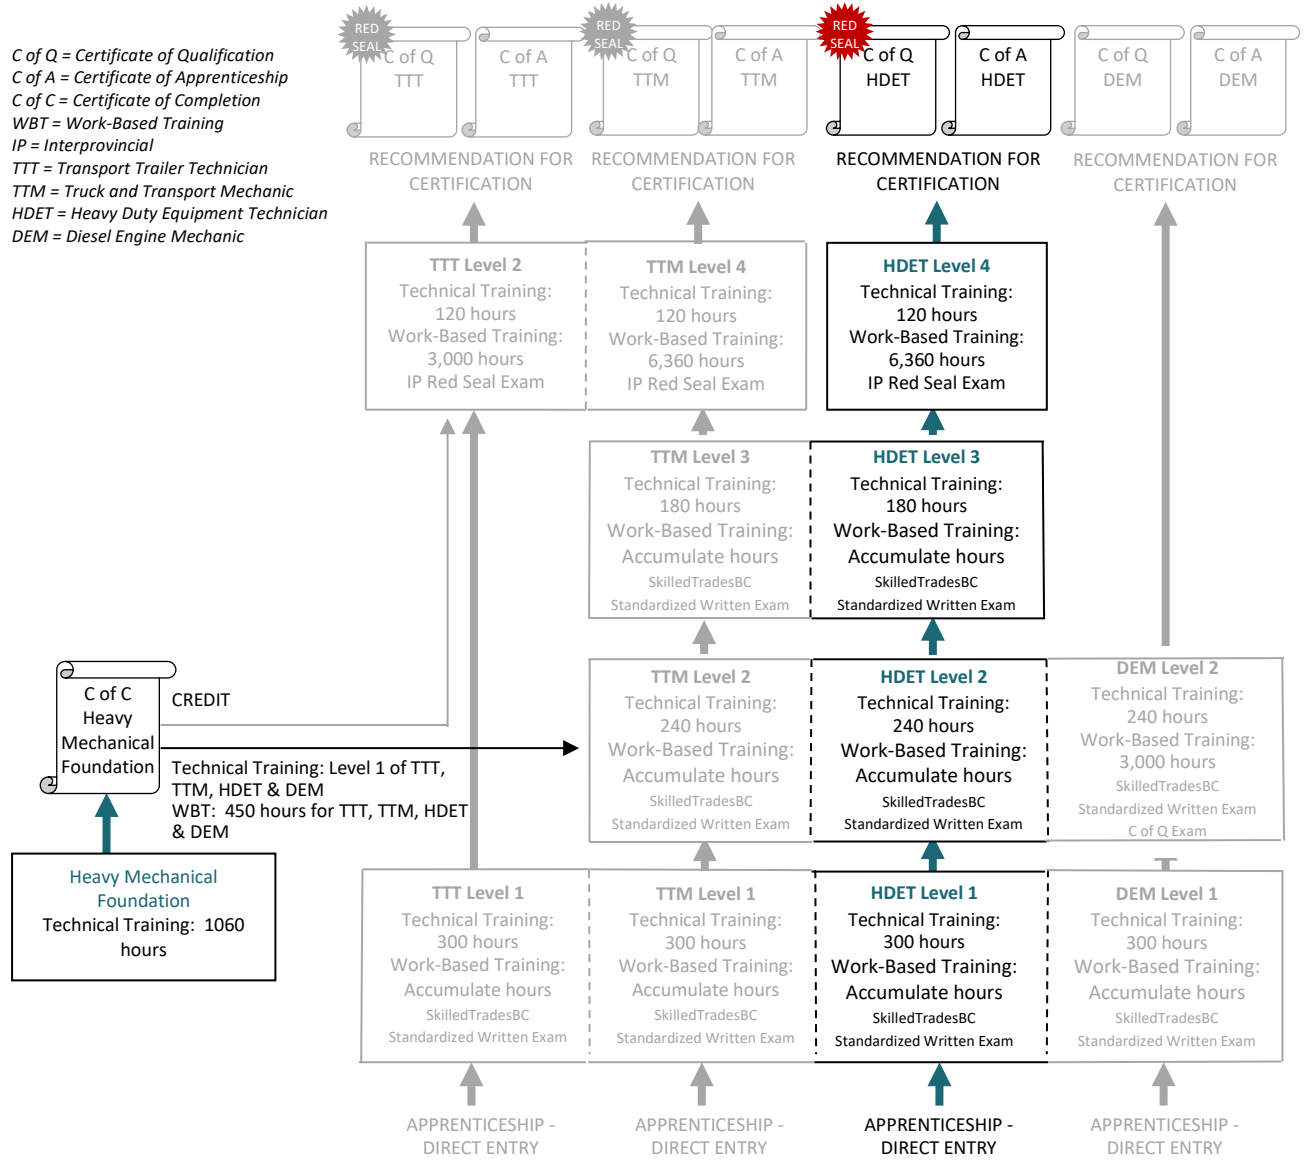 C of Q = Certificate of Qualification
C of A = Certificate of Apprenticeship
C of C = Certificate of Completion
WBT = Work-Based Training
IP = Interprovincial
TTT = Transport Trailer Technician
TTM = Truck and Transport Mechanic
HDET = Heavy Duty Equipment Technician
DEM = Diesel Engine Mechanic
RED
SEAL
C of Q
TTT
C of A
TTT
RECOMMENDATION FOR
CERTIFICATION
RED
SEAL
C of Q
TTM
C of A
TTM
RECOMMENDATION FOR
CERTIFICATION
RED
SEAL
C of Q
HDET
C of A
HDET
RECOMMENDATION FOR
CERTIFICATION
C of Q
DEM
C of A
DEM
RECOMMENDATION FOR
CERTIFICATION
TTT Level 2
Technical Training:
120 hours
Work-Based Training:
3,000 hours
IP Red Seal Exam
TTM Level 4
Technical Training:
120 hours
Work-Based Training:
6,360 hours
IP Red Seal Exam
HDET Level 4
Technical Training:
120 hours
Work-Based Training:
6,360 hours
IP Red Seal Exam
TTM Level 3
Technical Training:
180 hours
Work-Based Training:
Accumulate hours
SkilledTradesBC
Standardized Written Exam
HDET Level 3
Technical Training:
180 hours
Work-Based Training:
Accumulate hours
SkilledTradesBC
Standardized Written Exam
C of C
Heavy
Mechanical
Foundation
CREDIT
Technical Training: Level 1 of TTT,
TTM, HDET & DEM
WBT: 450 hours for TTT, TTM, HDET
& DEM
TTM Level 2
Technical Training:
240 hours
Work-Based Training:
Accumulate hours
SkilledTradesBC
Standardized Written Exam
HDET Level 2
Technical Training:
240 hours
Work-Based Training:
Accumulate hours
SkilledTradesBC
Standardized Written Exam
DEM Level 2
Technical Training:
240 hours
Work-Based Training:
3,000 hours
SkilledTradesBC
Standardized Written Exam
C of Q Exam
Heavy Mechanical
Foundation
Technical Training: 1060
hours
TTT Level 1
Technical Training:
300 hours
Work-Based Training:
Accumulate hours
SkilledTradesBC
Standardized Written Exam
TTM Level 1
Technical Training:
300 hours
Work-Based Training:
Accumulate hours
SkilledTradesBC
Standardized Written Exam
HDET Level 1
Technical Training:
300 hours
Work-Based Training:
Accumulate hours
SkilledTradesBC
Standardized Written Exam
DEM Level 1
Technical Training:
300 hours
Work-Based Training:
Accumulate hours
SkilledTradesBC
Standardized Written Exam
APPRENTICESHIP -
DIRECT ENTRY
APPRENTICESHIP -
DIRECT ENTRY
APPRENTICESHIP -
DIRECT ENTRY
APPRENTICESHIP -
DIRECT ENTRY